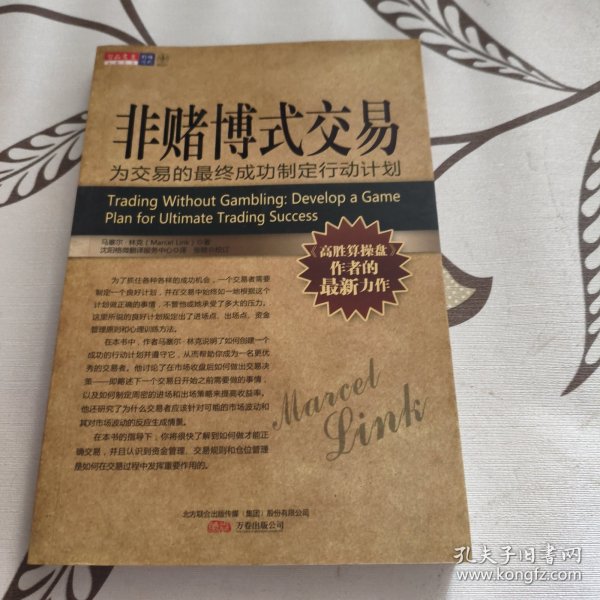 非赌博式交易
为交易的最终成功制定行动计划
Trading Without Gambling: Develop a Game
Plan for Ultimate Trading Success
马塞尔·林克（Marcel Link）◎著
沈阳格微翻译服务中心◎译
《高胜算操盘》
作者的
最新力作
为了抓住各种各样的成功机会，一个交易者需要
制定一个良好计划，并在交易中始终如一地根据这个
计划做正确的事情，不管他或她承受了多大的压力。
这里所说的良好计划规定出了进场点、出场点、资金
管理原则和心理训练方法。
在本书中，作者马塞尔·林克说明了如何创建一个
成功的行动计划并遵守它，从而帮助你成为一名更优
秀的交易者。他讨论了在市场收盘后如何做出交易决
策——即略述下一个交易日开始之前需要做的事情，
以及如何制定周密的进场和出场策略来提高收益率。
他还研究了为什么交易者应该针对可能的市场波动和
其对市场波动的反应生成情景。
在本书的指导下，你将很快了解到如何做才能正
确交易，并且认识到资金管理、交易规则和仓位管理
是如何在交易过程中发挥重要作用的。
Marcel
Link
北方联合出版传媒（集团）股份有限公司
万卷出版公司
孔夫子旧书网
www.kongfz.com